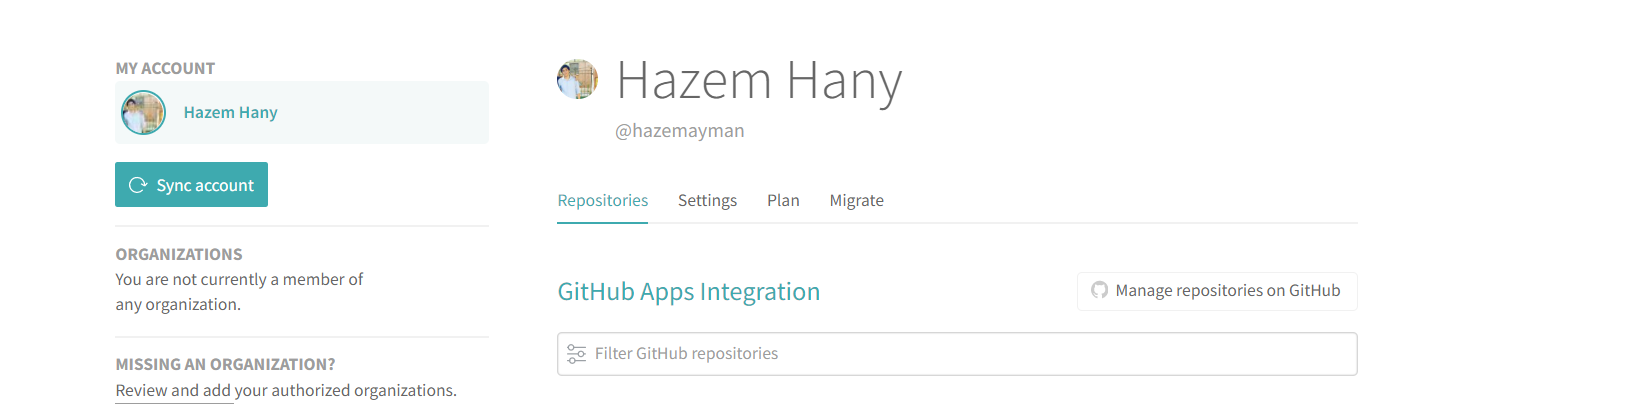 MY ACCOUNT
Hazem Hany
Sync account
ORGANIZATIONS
You are not currently a member of
any organization.
MISSING AN ORGANIZATION?
Review and add your authorized organizations.
Hazem Hany
@hazemayman
Repositories Settings Plan Migrate
GitHub Apps Integration
Manage repositories on GitHub
Filter GitHub repositories